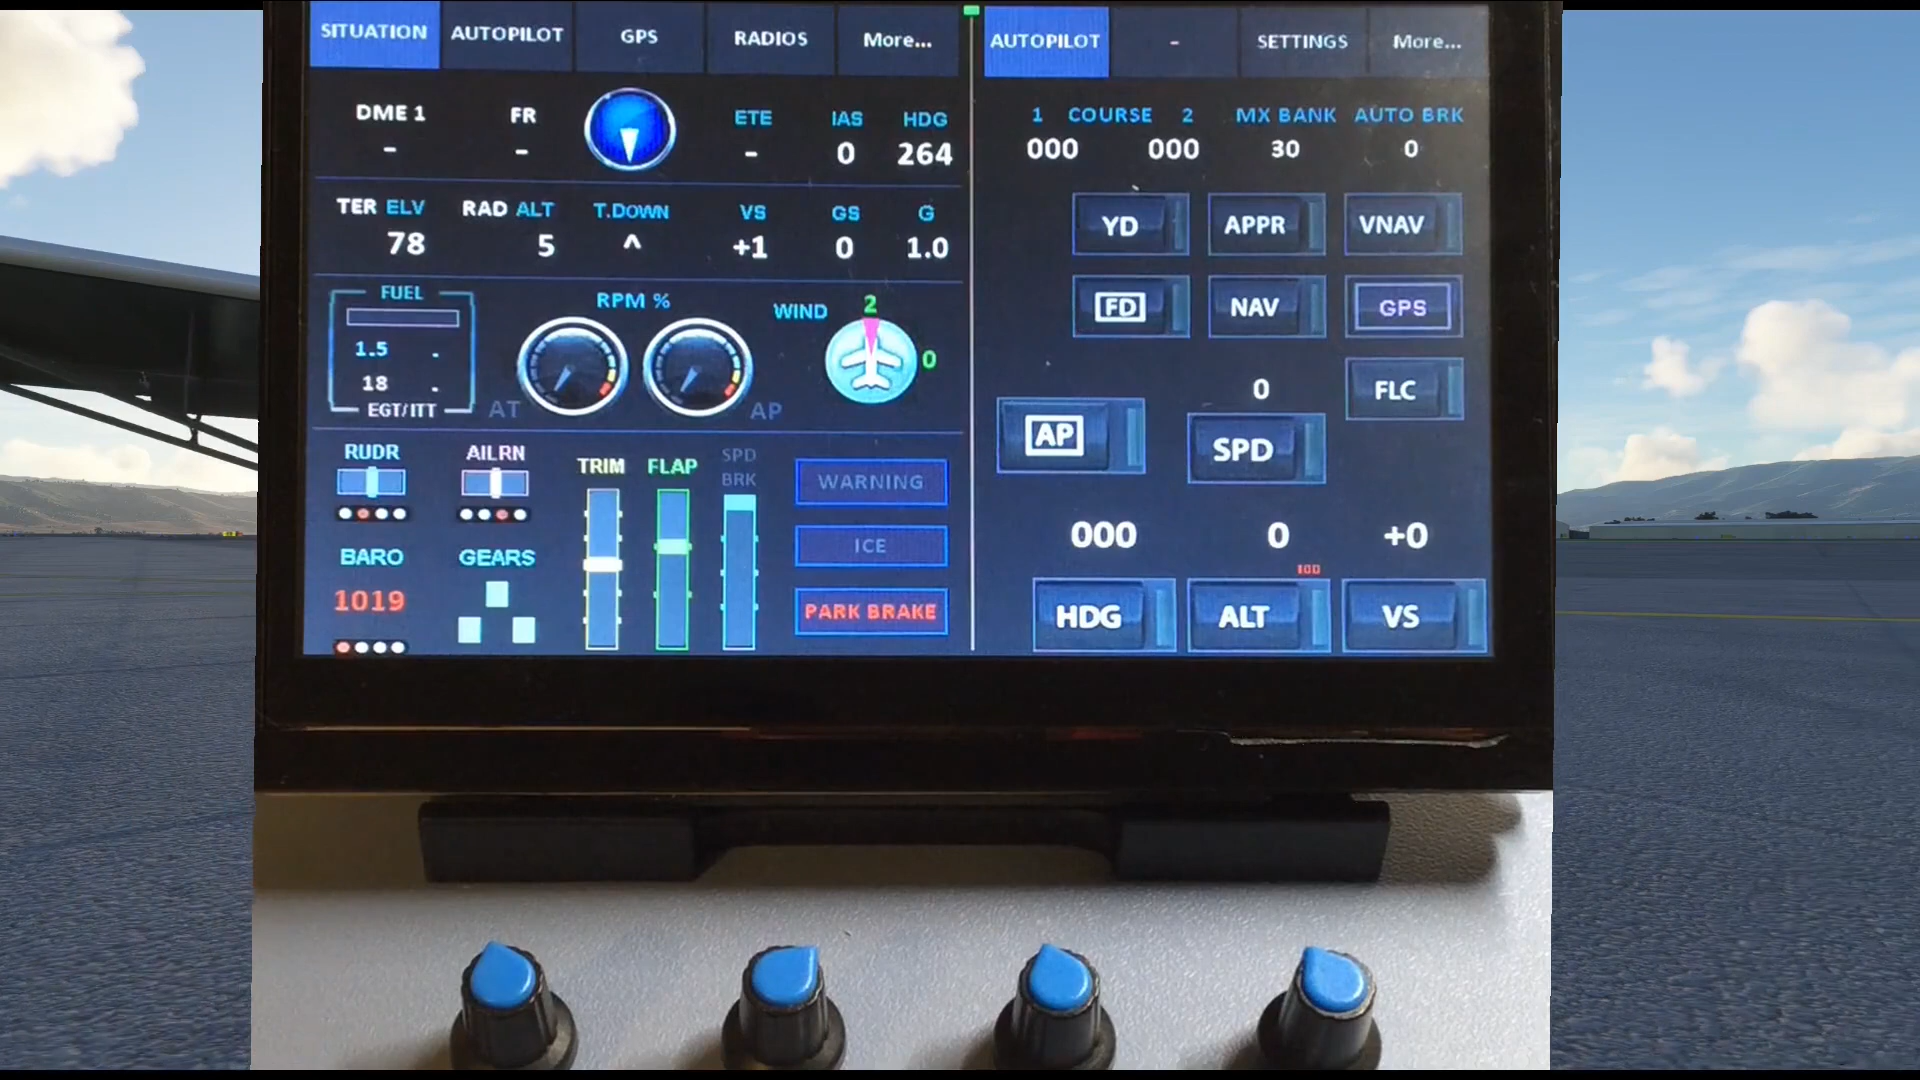 SITUATION AUTOPILOT GPS RADIOS More...
DME 1 FR ETE IAS HDG
- - - 0 264
TER ELV RAD ALT T.DOWN VS GS G
78 5 ^ +1 0 1.0
FUEL RPM % WIND 2
1.5 - 0
18 -
EGT/ITT AT AP
RUDR AILRN TRIM FLAP SPD BRK WARNING
BARO GEARS ICE
1019 PARK BRAKE
AUTOPILOT - SETTINGS More...
1 COURSE 2 MX BANK AUTO BRK
000 000 30 0
YD APPR VNAV
FD NAV GPS
0 FLC
AP SPD
000 0 +0
100
HDG ALT VS